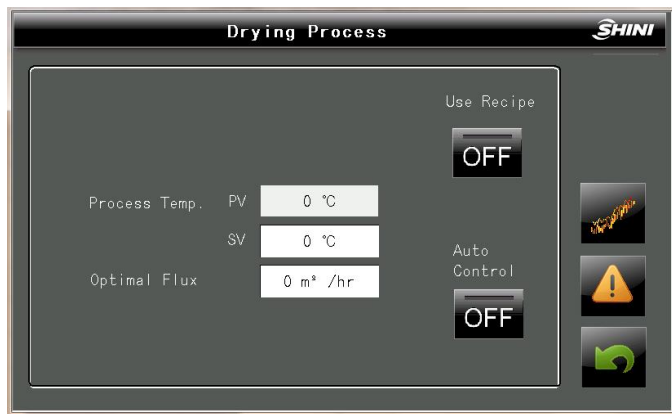 Drying Process
SHINI
Use Recipe
OFF
Process Temp. PV 0 ℃
SV 0 ℃
Auto
Control
Optimal Flux 0 m³ /hr
OFF